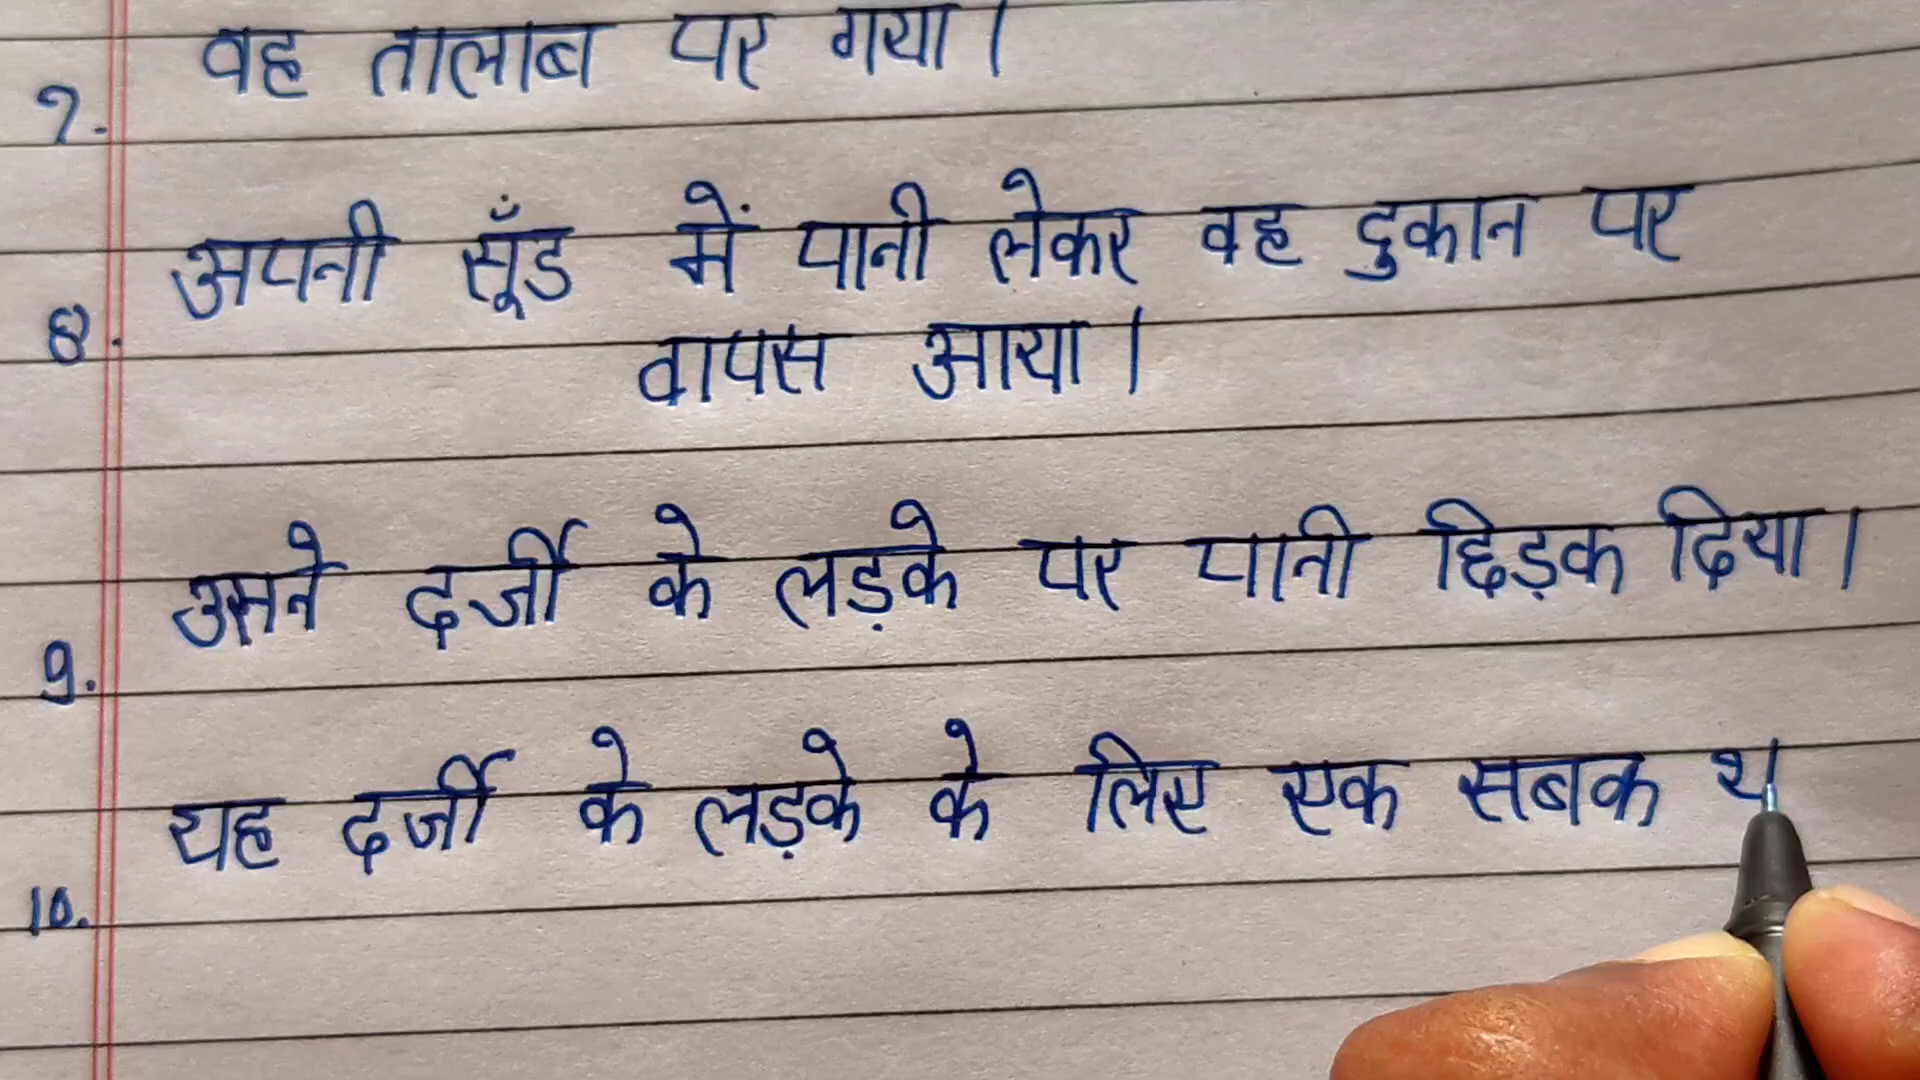 7. वह तालाब पर गया।
8. अपनी सूँड में पानी लेकर वह दुकान पर
वापस आया।
9. उसने दर्जी के लड़के पर पानी छिड़क दिया।
10. यह दर्जी के लड़के के लिए एक सबक था